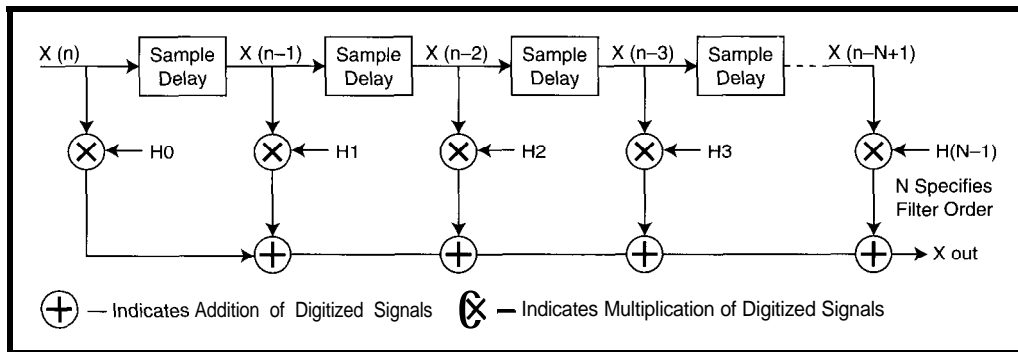 X (n)
Sample Delay
X (n–1)
Sample Delay
X (n–2)
Sample Delay
X (n–3)
Sample Delay
X (n–N+1)
H0
H1
H2
H3
H(N–1)
N Specifies
Filter Order
X out
— Indicates Addition of Digitized Signals
– Indicates Multiplication of Digitized Signals